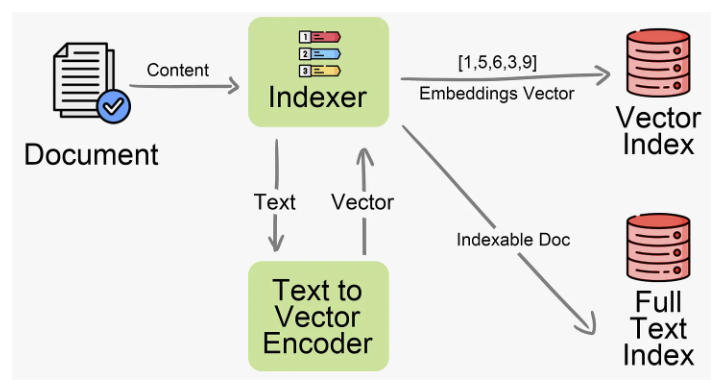 1
2
3
Content
Indexer
Document
[1,5,6,3,9]
Embeddings Vector
Vector
Index
Text
Vector
Indexable Doc
Text to
Vector
Encoder
Full
Text
Index